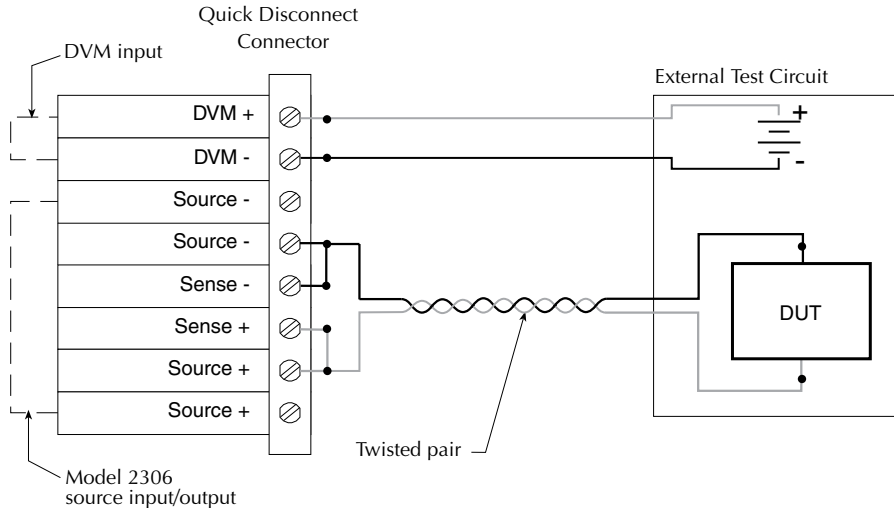 Quick Disconnect
Connector
DVM input
External Test Circuit
DVM +
+
DVM -
-
Source -
Source -
Sense -
Sense +
DUT
Source +
Source +
Twisted pair
Model 2306
source input/output